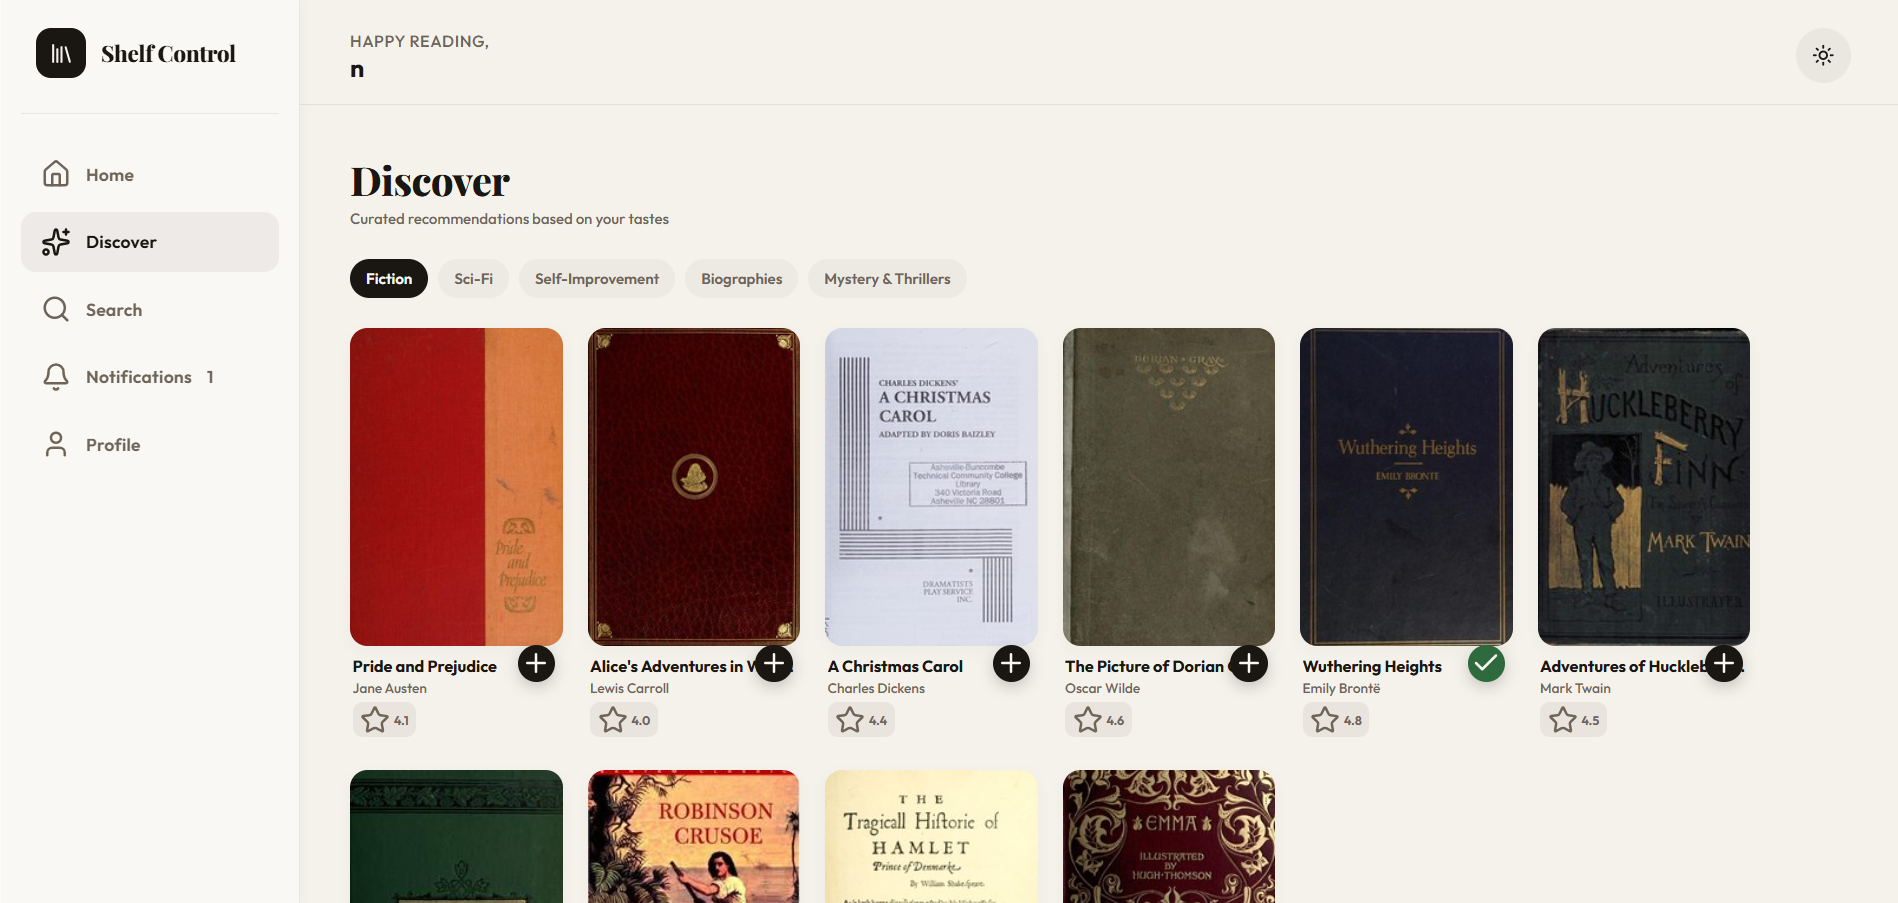 Shelf Control
HAPPY READING,
n
Home
Discover
Search
Notifications 1
Profile
Discover
Curated recommendations based on your tastes
Fiction
Sci-Fi
Self-Improvement
Biographies
Mystery & Thrillers
Pride
and
Prejudice
CHARLES DICKENS'
A CHRISTMAS
CAROL
ADAPTED BY DORIS BAIZLEY
Asheville-Buncombe
Technical Community College
Library
340 Victoria Road
Asheville NC 28801
DRAMATISTS
PLAY SERVICE
INC.
DORIAN GRAY
Wuthering Heights
EMILY BRONTË
Adventures
of
HUCKLEBERRY
FINN
MARK TWAIN
ILLUSTRATED
Pride and Prejudice
Jane Austen
4.1
Alice's Adventures in
Lewis Carroll
4.0
A Christmas Carol
Charles Dickens
4.4
The Picture of Dorian
Oscar Wilde
4.6
Wuthering Heights
Emily Brontë
4.8
Adventures of Huckleb
Mark Twain
4.5
ROBINSON
CRUSOE
THE
Tragicall Historie of
HAMLET
Prince of Denmarke
By William Shakespeare.
EMMA
ILLUSTRATED
BY
HUGH·THOMSON